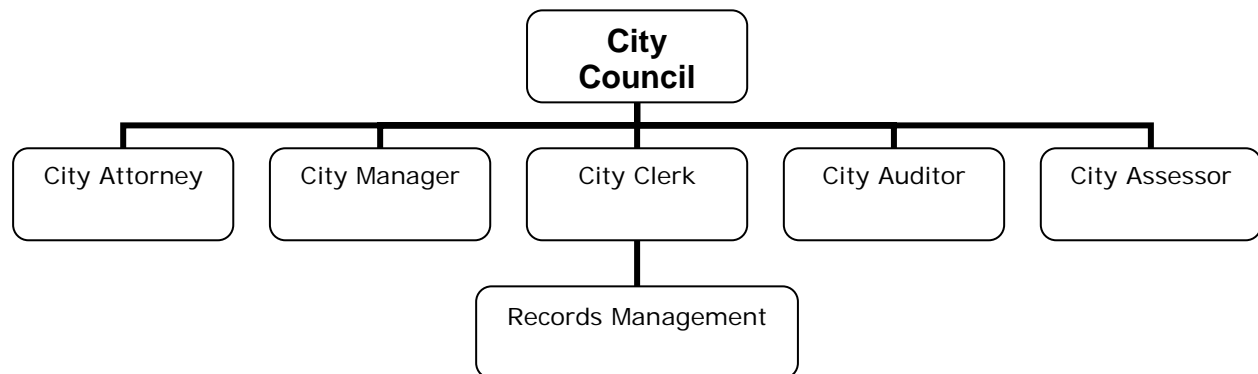 City
Council
City Attorney
City Manager
City Clerk
City Auditor
City Assessor
Records Management